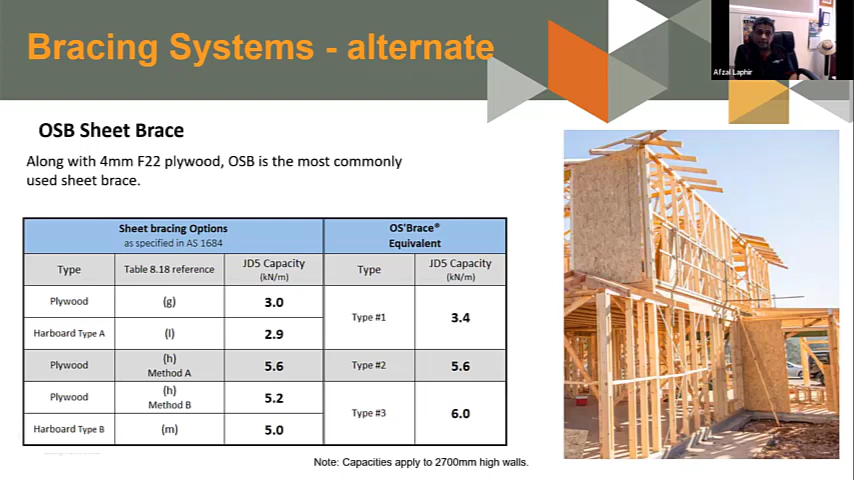 Bracing Systems - alternate
Afzal Laphir
OSB Sheet Brace
Along with 4mm F22 plywood, OSB is the most commonly
used sheet brace.
Sheet bracing Options
as specified in AS 1684
OS'Brace®
Equivalent
Type
Table 8.18 reference
JD5 Capacity
(kN/m)
Type
JD5 Capacity
(kN/m)
Plywood
(g)
3.0
Type #1
3.4
Harboard Type A
(l)
2.9
Plywood
(h)
Method A
5.6
Type #2
5.6
Plywood
(h)
Method B
5.2
Type #3
6.0
Harboard Type B
(m)
5.0
Note: Capacities apply to 2700mm high walls.